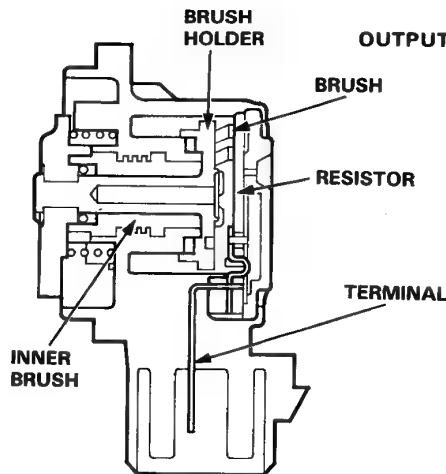 BRUSH
HOLDER
OUTPUT
BRUSH
RESISTOR
TERMINAL
INNER
BRUSH